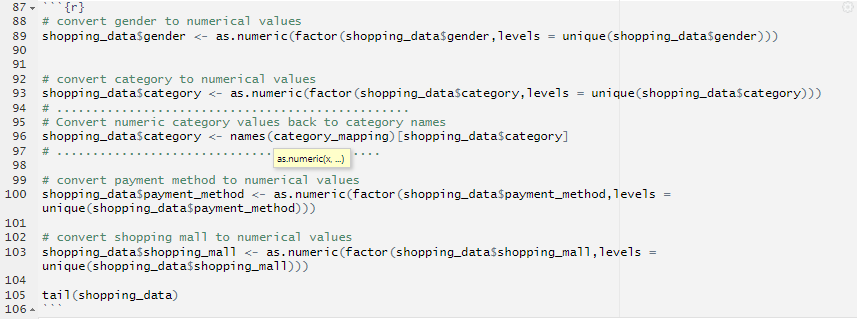 87 ```{r}
88 # convert gender to numerical values
89 shopping_data$gender <- as.numeric(factor(shopping_data$gender,levels = unique(shopping_data$gender)))
90
91
92 # convert category to numerical values
93 shopping_data$category <- as.numeric(factor(shopping_data$category,levels = unique(shopping_data$category)))
94 # .................................................
95 # Convert numeric category values back to category names
96 shopping_data$category <- names(category_mapping)[shopping_data$category]
97 # .............................................
as.numeric(x, ...)
98
99 # convert payment method to numerical values
100 shopping_data$payment_method <- as.numeric(factor(shopping_data$payment_method,levels =
unique(shopping_data$payment_method)))
101
102 # convert shopping mall to numerical values
103 shopping_data$shopping_mall <- as.numeric(factor(shopping_data$shopping_mall,levels =
unique(shopping_data$shopping_mall)))
104
105 tail(shopping_data)
106 ```